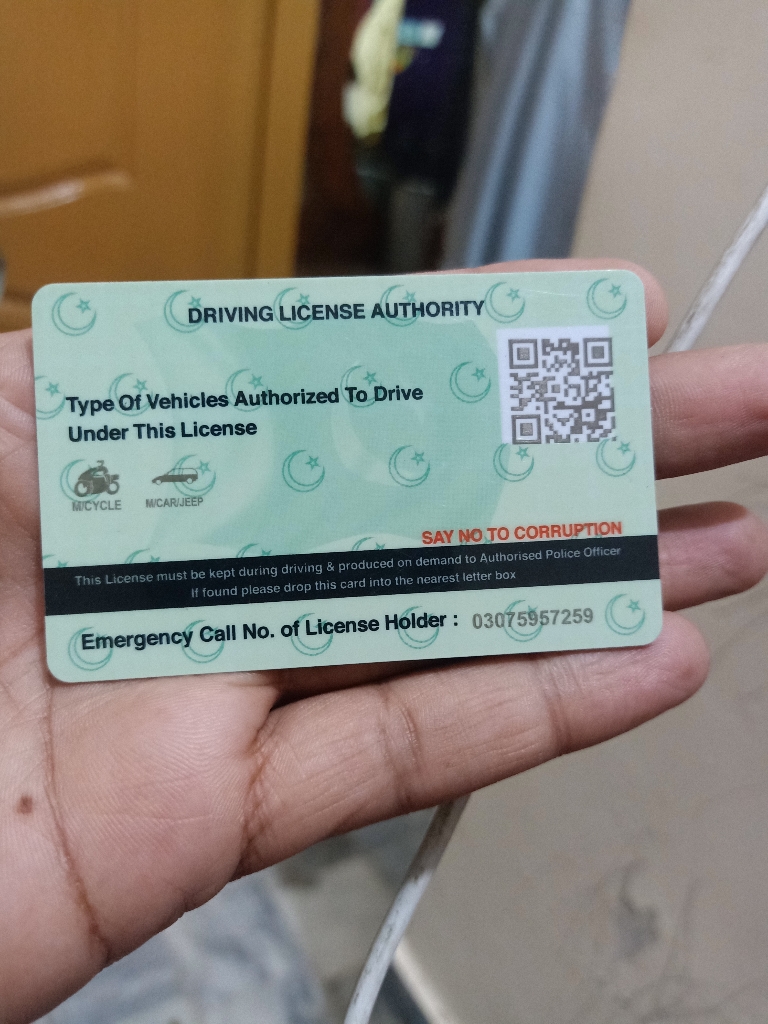 DRIVING LICENSE AUTHORITY
Type Of Vehicles Authorized To Drive
Under This License
M/CYCLE M/CAR/JEEP
SAY NO TO CORRUPTION
This License must be kept during driving & produced on demand to Authorised Police Officer
If found please drop this card into the nearest letter box
Emergency Call No. of License Holder : 03075957259